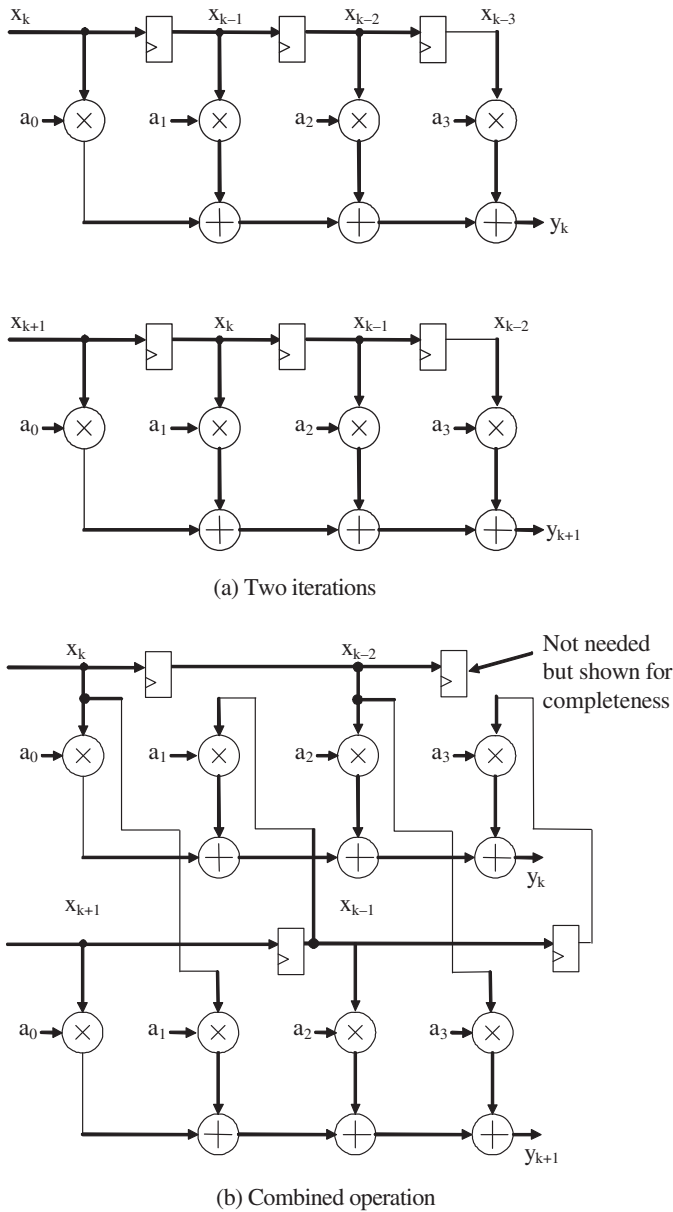 x_k x_{k–1} x_{k–2} x_{k–3}
a_0 × a_1 × a_2 × a_3 ×
+ + + y_k
x_{k+1} x_k x_{k–1} x_{k–2}
a_0 × a_1 × a_2 × a_3 ×
+ + + y_{k+1}
(a) Two iterations
x_k x_{k–2} Not needed
but shown for
completeness
a_0 × a_1 × a_2 × a_3 ×
+ + + y_k
x_{k+1} x_{k–1}
a_0 × a_1 × a_2 × a_3 ×
+ + + y_{k+1}
(b) Combined operation